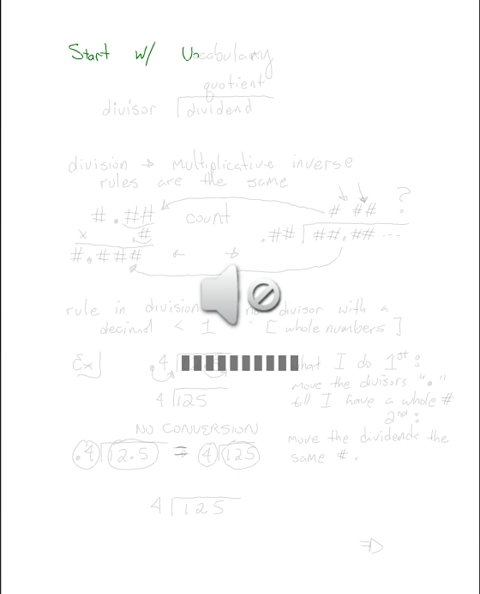 Start w/ Vocabulary
quotient
divisor dividend
division → multiplicative inverse
rules are the same
#.## count # ## ?
x .# .## ##.## ...
#.### ← →
rule in division no divisor with a
decimal < 1 [whole numbers]
Ex] .4 what I do 1st:
move the divisors "."
4 125 till I have a whole #
2nd:
NO CONVERSION move the dividends the
.4 12.5 = 4 125 same #.
4 125